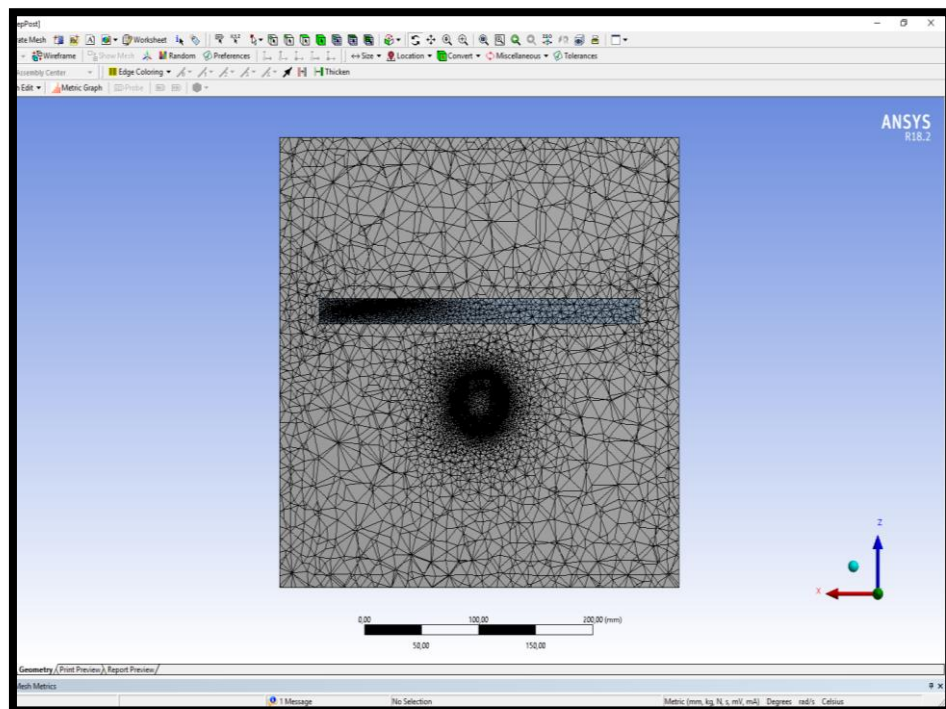 epPost]
ate Mesh A Worksheet
Wireframe Show Mesh Random Preferences Size Location Convert Miscellaneous Tolerances
Assembly Center Edge Coloring Thicken
n Edit Metric Graph Probe
ANSYS
R18.2
Z
X
0,00 100,00 200,00 (mm)
50,00 150,00
Geometry Print Preview Report Preview
Mesh Metrics
1 Message No Selection Metric (mm, kg, N, s, mV, mA) Degrees rad/s Celsius